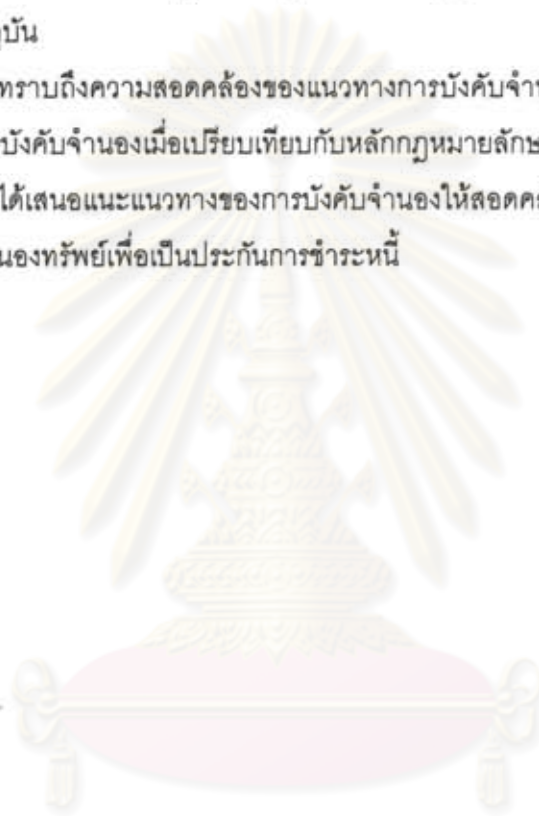 ทราบถึงความสอดคล้องของแนวทางการบังคับจำ
บังคับจำนองเมื่อเปรียบเทียบกับหลักกฎหมายลักษ
ได้เสนอแนะแนวทางของการบังคับจำนองให้สอดค
นองทรัพย์เพื่อเป็นประกันการชำระหนี้